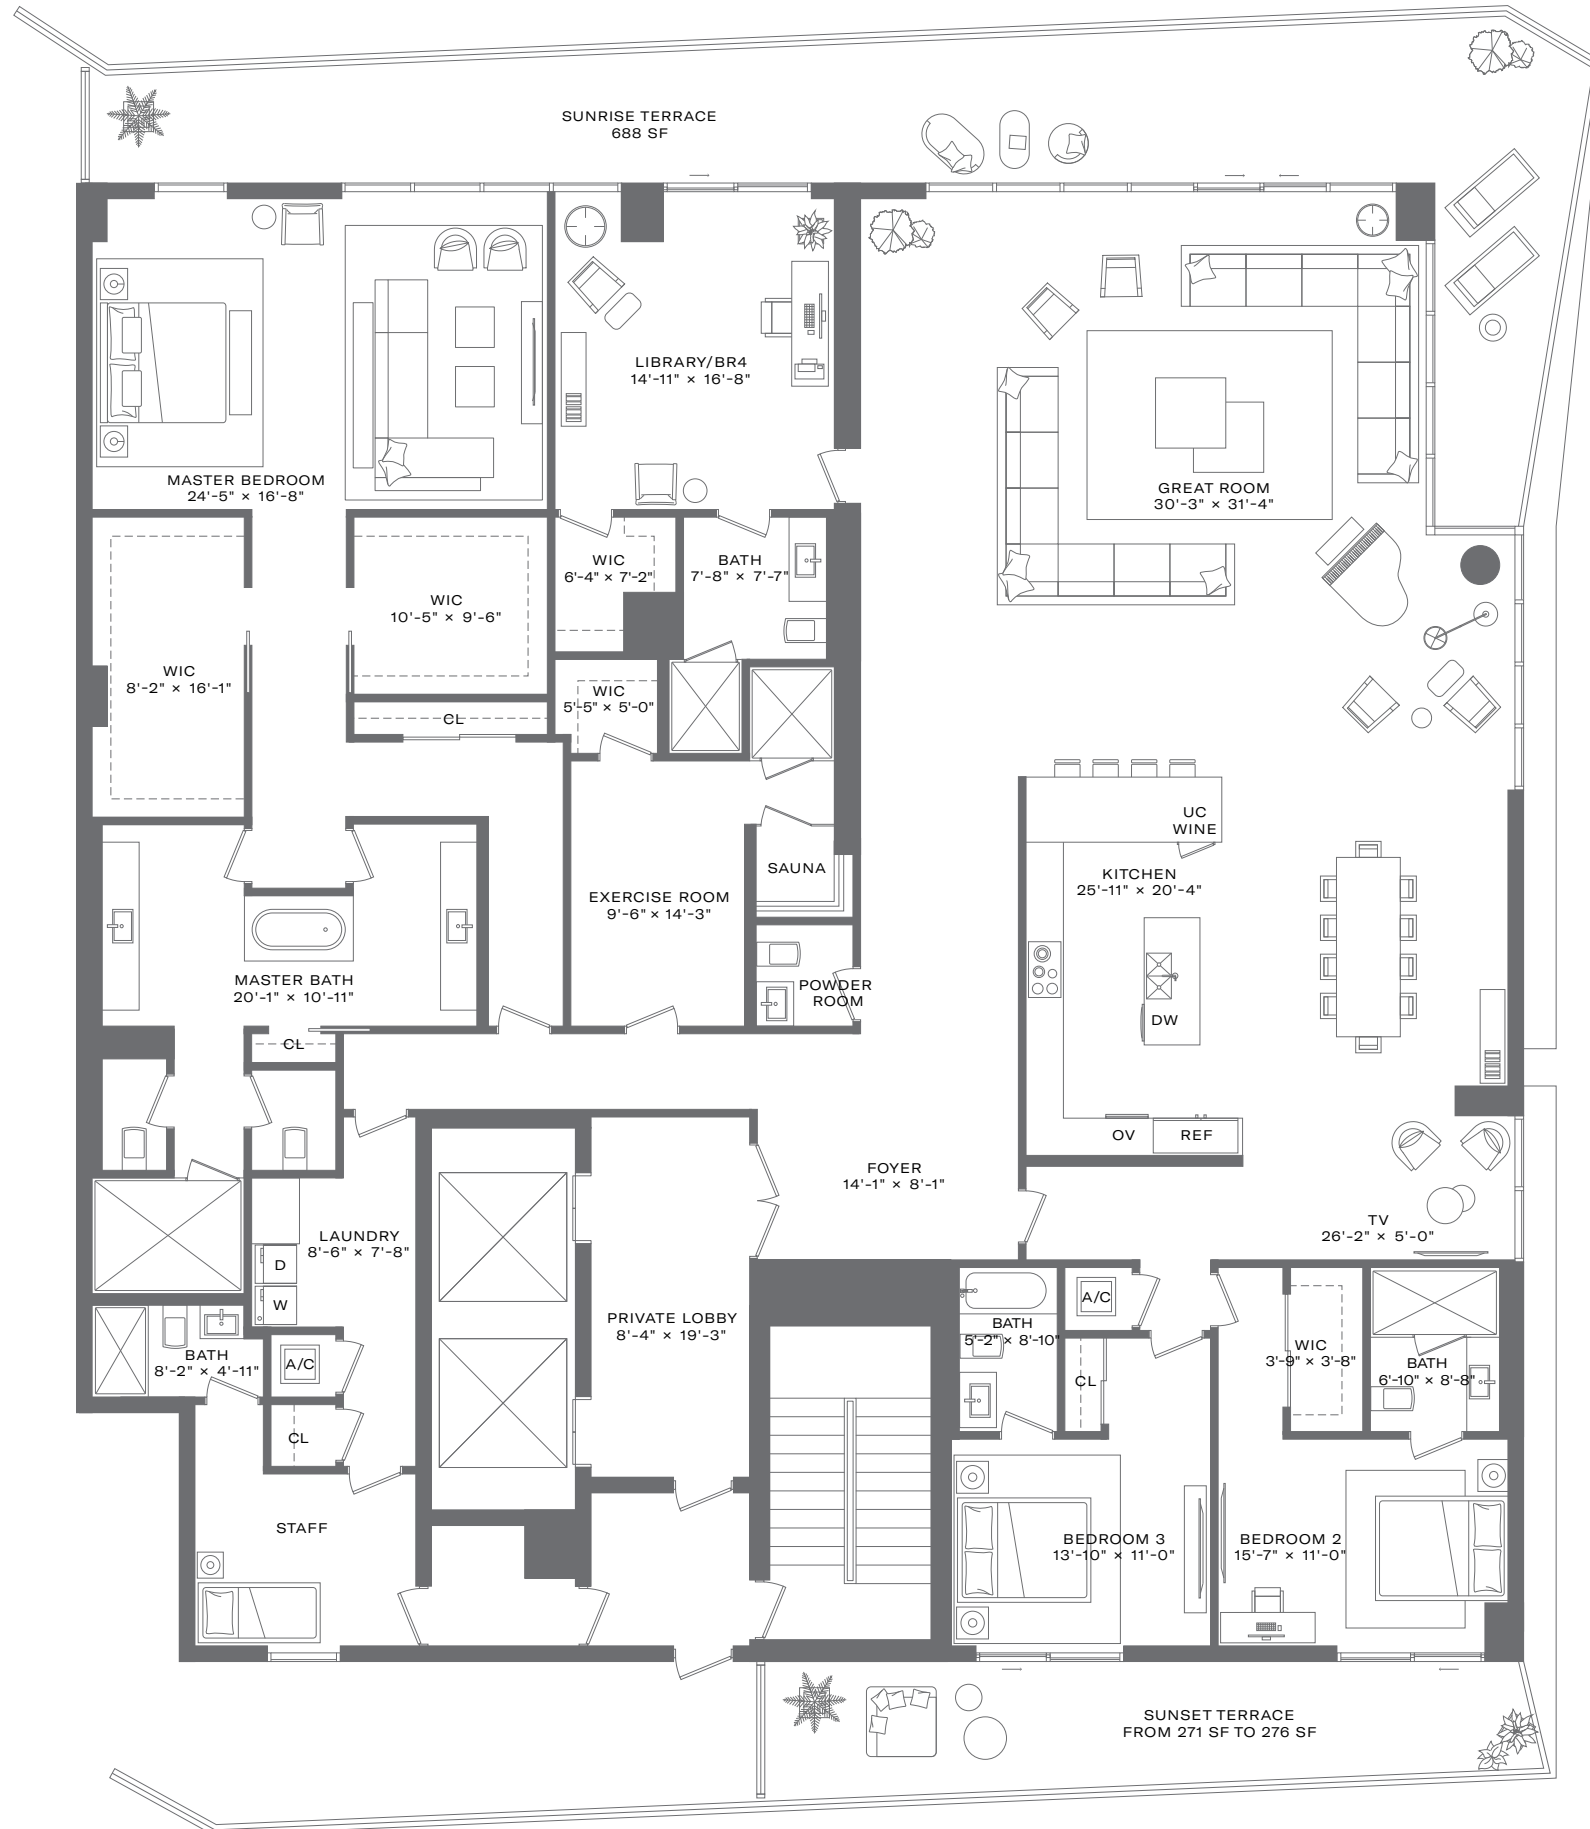 SUNRISE TERRACE
688 SF
LIBRARY/BR4
14'-11" × 16'-8"
MASTER BEDROOM
24'-5" × 16'-8"
GREAT ROOM
30'-3" × 31'-4"
WIC
6'-4" × 7'-2"
BATH
7'-8" × 7'-7"
WIC
10'-5" × 9'-6"
WIC
8'-2" × 16'-1"
WIC
5'-5" × 5'-0"
CL
UC
WINE
KITCHEN
25'-11" × 20'-4"
SAUNA
EXERCISE ROOM
9'-6" × 14'-3"
MASTER BATH
20'-1" × 10'-11"
POWDER
ROOM
DW
CL
OV
REF
FOYER
14'-1" × 8'-1"
TV
26'-2" × 5'-0"
LAUNDRY
8'-6" × 7'-8"
D
W
A/C
PRIVATE LOBBY
8'-4" × 19'-3"
BATH
5'-2" × 8'-10"
WIC
3'-9" × 3'-8"
BATH
8'-2" × 4'-11"
A/C
BATH
6'-10" × 8'-8"
CL
CL
STAFF
BEDROOM 3
13'-10" × 11'-0"
BEDROOM 2
15'-7" × 11'-0"
SUNSET TERRACE
FROM 271 SF TO 276 SF